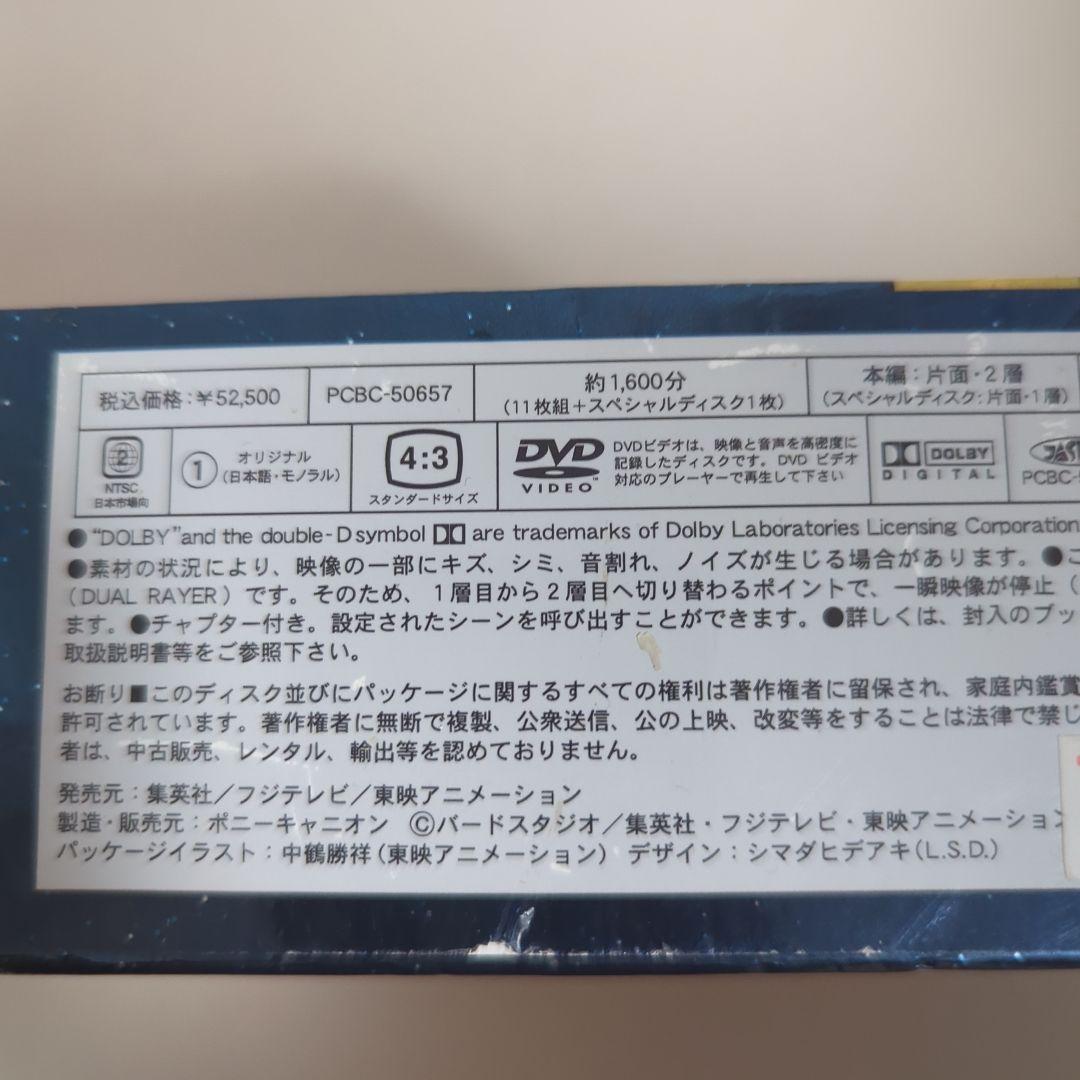 税込価格:¥52,500
PCBC-50657
約1,600分
(11枚組+スペシャルディスク1枚)
本編:片面・2層
(スペシャルディスク:片面・1層)
2
NTSC
日本市場向
①
オリジナル
(日本語・モノラル)
4:3
スタンダードサイズ
DVD
VIDEO™
DVDビデオは、映像と音声を高密度に
記録したディスクです。DVD ビデオ
対応のプレーヤーで再生して下さい
DOLBY
DIGITAL
PCBC-
●"DOLBY"and the double-D symbol are trademarks of Dolby Laboratories Licensing Corporation
●素材の状況により、映像の一部にキズ、シミ、音割れ、ノイズが生じる場合があります。●こ
(DUAL RAYER)です。そのため、1層目から2層目へ切り替わるポイントで、一瞬映像が停止(
ます。●チャプター付き。設定されたシーンを呼び出すことができます。●詳しくは、封入のブッ
取扱説明書等をご参照下さい。
お断り■このディスク並びにパッケージに関するすべての権利は著作権者に留保され、家庭内鑑賞
許可されています。著作権者に無断で複製、公衆送信、公の上映、改変等をすることは法律で禁じ
者は、中古販売、レンタル、輸出等を認めておりません。
発売元:集英社/フジテレビ/東映アニメーション
製造・販売元:ポニーキャニオン ©バードスタジオ/集英社・フジテレビ・東映アニメーション
パッケージイラスト:中鶴勝祥(東映アニメーション) デザイン:シマダヒデアキ(L.S.D.)